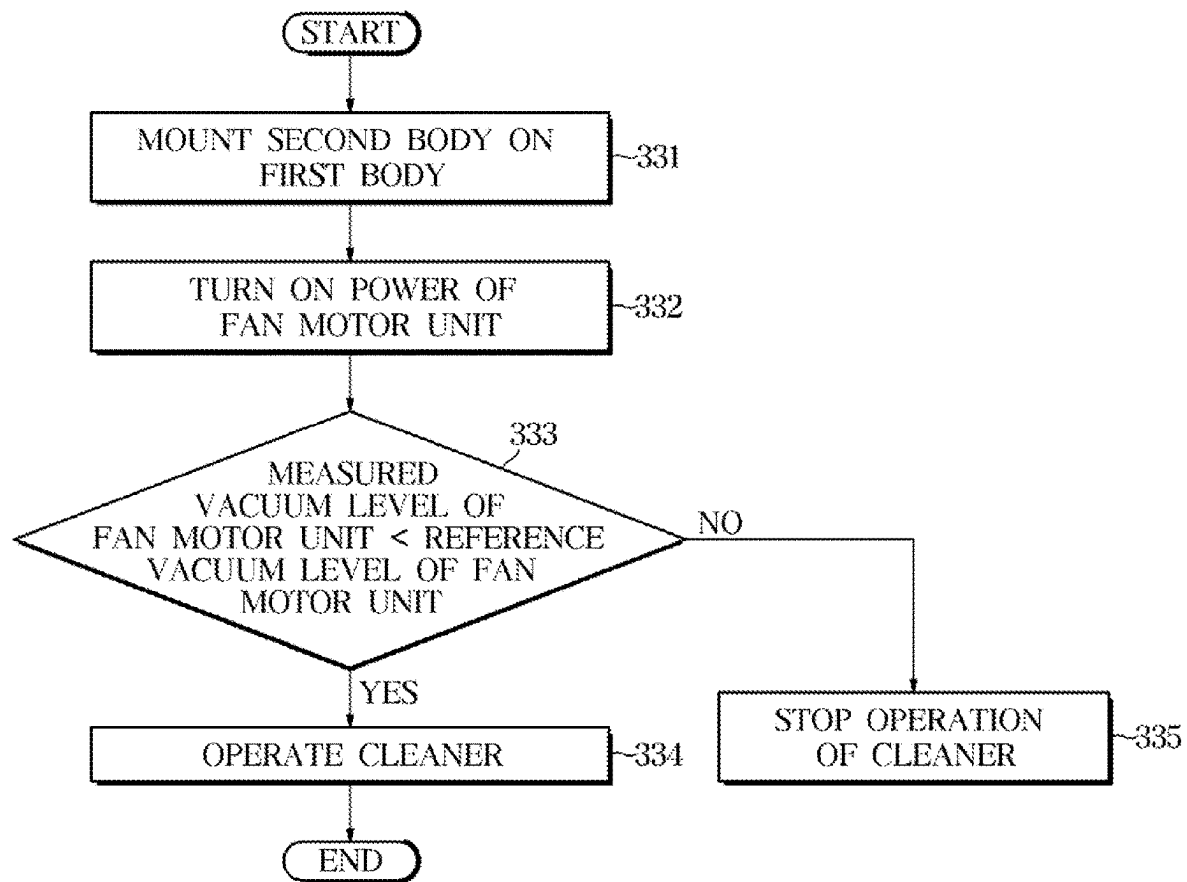 START
MOUNT SECOND BODY ON
FIRST BODY
331
TURN ON POWER OF
FAN MOTOR UNIT
332
333
MEASURED
VACUUM LEVEL OF
FAN MOTOR UNIT < REFERENCE
VACUUM LEVEL OF FAN
MOTOR UNIT
NO
YES
OPERATE CLEANER
334
STOP OPERATION
OF CLEANER
335
END